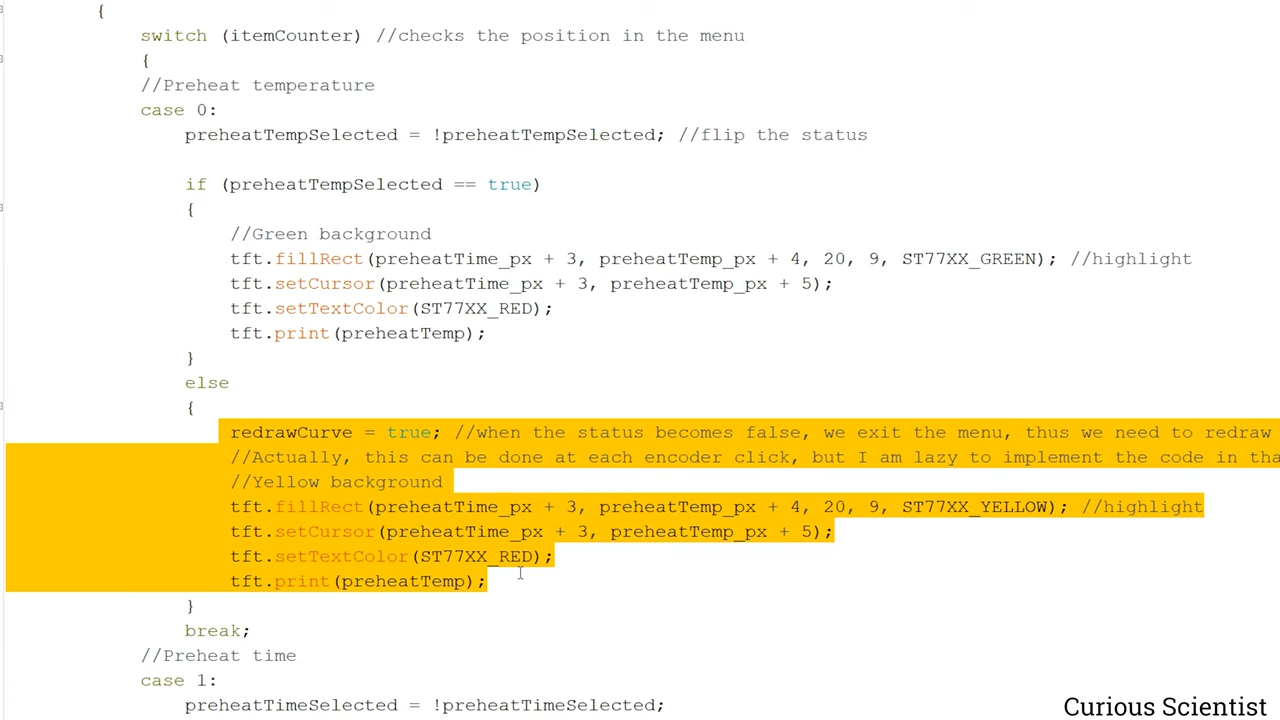 {
switch (itemCounter) //checks the position in the menu
{
//Preheat temperature
case 0:
preheatTempSelected = !preheatTempSelected; //flip the status
if (preheatTempSelected == true)
{
//Green background
tft.fillRect(preheatTime_px + 3, preheatTemp_px + 4, 20, 9, ST77XX_GREEN); //highlight
tft.setCursor(preheatTime_px + 3, preheatTemp_px + 5);
tft.setTextColor(ST77XX_RED);
tft.print(preheatTemp);
}
else
{
redrawCurve = true; //when the status becomes false, we exit the menu, thus we need to redraw
//Actually, this can be done at each encoder click, but I am lazy to implement the code in tha
//Yellow background
tft.fillRect(preheatTime_px + 3, preheatTemp_px + 4, 20, 9, ST77XX_YELLOW); //highlight
tft.setCursor(preheatTime_px + 3, preheatTemp_px + 5);
tft.setTextColor(ST77XX_RED);
tft.print(preheatTemp);
}
break;
//Preheat time
case 1:
preheatTimeSelected = !preheatTimeSelected;
Curious Scientist